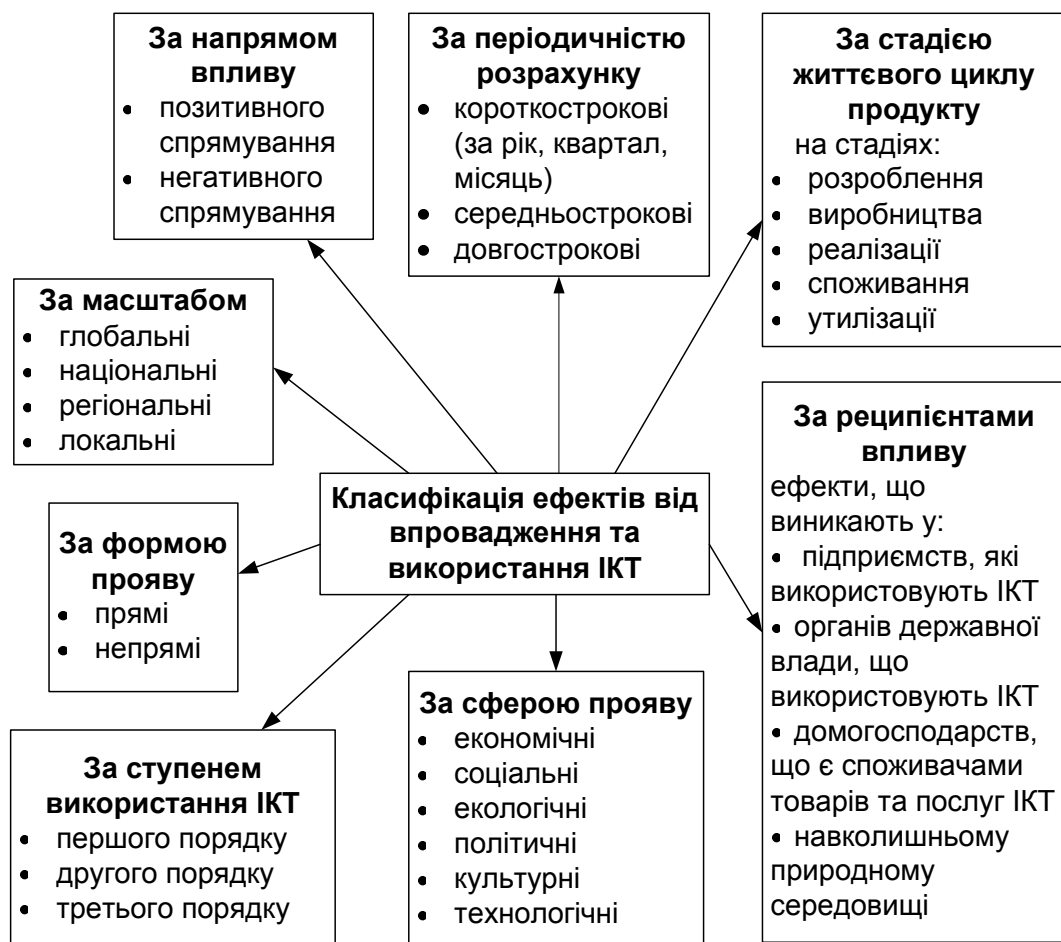 За напрямом
впливу
• позитивного
спрямування
• негативного
спрямування
За періодичністю
розрахунку
• короткострокові
(за рік, квартал,
місяць)
• середньострокові
• довгострокові
За стадією
життєвого циклу
продукту
на стадіях:
• розроблення
• виробництва
• реалізації
• споживання
• утилізації
За масштабом
• глобальні
• національні
• регіональні
• локальні
Класифікація ефектів від
впровадження та
використання ІКТ
За реципієнтами
впливу
ефекти, що
виникають у:
• підприємств, які
використовують ІКТ
• органів державної
влади, що
використовують ІКТ
• домогосподарств,
що є споживачами
товарів та послуг ІКТ
• навколишньому
природному
середовищі
За формою
прояву
• прямі
• непрямі
За сферою прояву
• економічні
• соціальні
• екологічні
• політичні
• культурні
• технологічні
За ступенем
використання ІКТ
• першого порядку
• другого порядку
• третього порядку